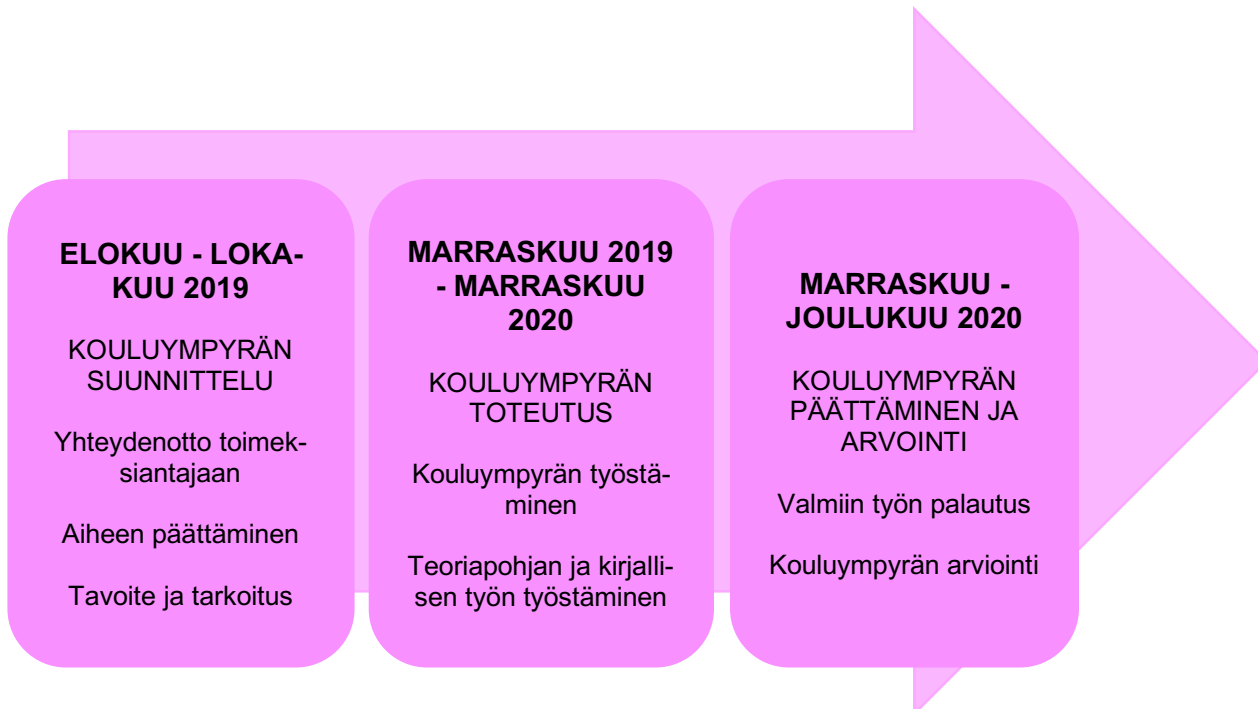 ELOKUU - LOKA-
KUU 2019
KOULUYMPYRÄN
SUUNNITTELU
Yhteydenotto toimek-
siantajaan
Aiheen päättäminen
Tavoite ja tarkoitus
MARRASKUU 2019
- MARRASKUU
2020
KOULUYMPYRÄN
TOTEUTUS
Kouluympyrän työstä-
minen
Teoriapohjan ja kirjalli-
sen työn työstäminen
MARRASKUU -
JOULUKUU 2020
KOULUYMPYRÄN
PÄÄTTÄMINEN JA
ARVOINTI
Valmiin työn palautus
Kouluympyrän arviointi